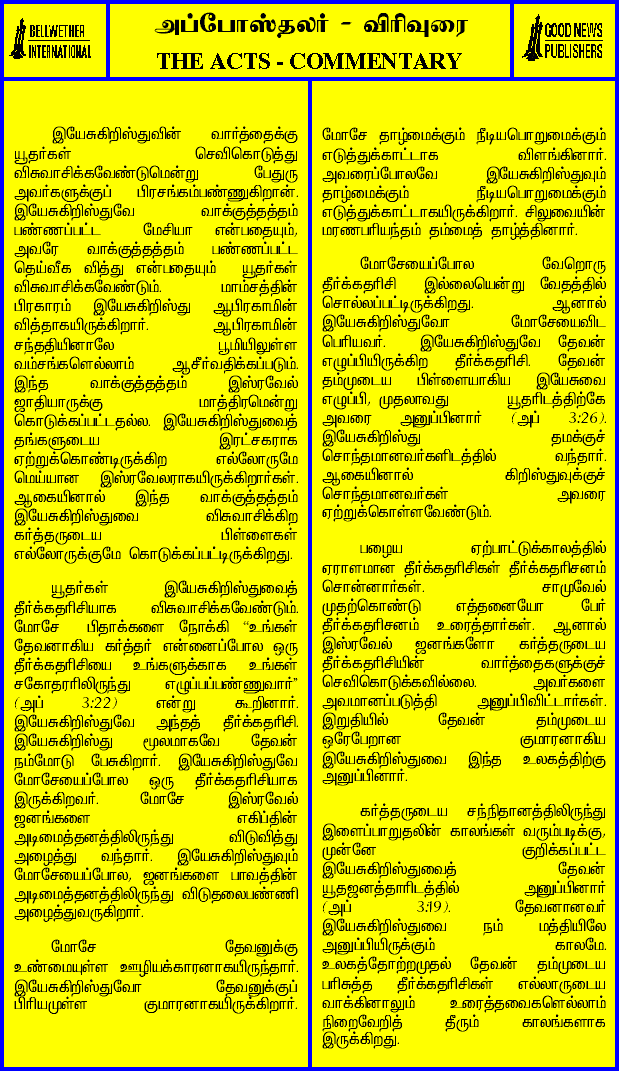 BELLWETHER
INTERNATIONAL
அப்போஸ்தலர் - விரிவுரை
THE ACTS - COMMENTARY
GOOD NEWS
PUBLISHERS
இயேசுகிறிஸ்துவின் வார்த்தைக்கு
யூதர்கள் செவிகொடுத்து
விசுவாசிக்கவேண்டுமென்று பேதுரு
அவர்களுக்குப் பிரசங்கம்பண்ணுகிறான்.
இயேசுகிறிஸ்துவே வாக்குத்தத்தம்
பண்ணப்பட்ட மேசியா என்பதையும்,
அவரே வாக்குத்தத்தம் பண்ணப்பட்ட
தெய்வீக வித்து என்பதையும் யூதர்கள்
விசுவாசிக்கவேண்டும். மாம்சத்தின்
பிரகாரம் இயேசுகிறிஸ்து ஆபிரகாமின்
வித்தாகயிருக்கிறார். ஆபிரகாமின்
சந்ததியினாலே பூமியிலுள்ள
வம்சங்களெல்லாம் ஆசீர்வதிக்கப்படும்.
இந்த வாக்குத்தத்தம் இஸ்ரவேல்
ஜாதியாருக்கு மாத்திரமென்று
கொடுக்கப்பட்டதல்ல. இயேசுகிறிஸ்துவைத்
தங்களுடைய இரட்சகராக
ஏற்றுக்கொண்டிருக்கிற எல்லோருமே
மெய்யான இஸ்ரவேலராகயிருக்கிறார்கள்.
ஆகையினால் இந்த வாக்குத்தத்தம்
இயேசுகிறிஸ்துவை விசுவாசிக்கிற
கர்த்தருடைய பிள்ளைகள்
எல்லோருக்குமே கொடுக்கப்பட்டிருக்கிறது.
யூதர்கள் இயேசுகிறிஸ்துவைத்
தீர்க்கதரிசியாக விசுவாசிக்கவேண்டும்.
மோசே பிதாக்களை நோக்கி “உங்கள்
தேவனாகிய கர்த்தர் என்னைப்போல ஒரு
தீர்க்கதரிசியை உங்களுக்காக உங்கள்
சகோதரரிலிருந்து எழும்பப்பண்ணுவார்”
(அப் 3:22) என்று கூறினார்.
இயேசுகிறிஸ்துவே அந்தத் தீர்க்கதரிசி.
இயேசுகிறிஸ்து மூலமாகவே தேவன்
நம்மோடு பேசுகிறார். இயேசுகிறிஸ்துவே
மோசேயைப்போல ஒரு தீர்க்கதரிசியாக
இருக்கிறவர். மோசே இஸ்ரவேல்
ஜனங்களை எகிப்தின்
அடிமைத்தனத்திலிருந்து விடுவித்து
அழைத்து வந்தார். இயேசுகிறிஸ்துவும்
மோசேயைப்போல, ஜனங்களை பாவத்தின்
அடிமைத்தனத்திலிருந்து விடுதலைபண்ணி
அழைத்துவருகிறார்.
மோசே தேவனுக்கு
உண்மையுள்ள ஊழியக்காரனாகயிருந்தார்.
இயேசுகிறிஸ்துவோ தேவனுக்குப்
பிரியமுள்ள குமாரனாகயிருக்கிறார்.
மோசே தாழ்மைக்கும் நீடியபொறுமைக்கும்
எடுத்துக்காட்டாக விளங்கினார்.
அவரைப்போலவே இயேசுகிறிஸ்துவும்
தாழ்மைக்கும் நீடியபொறுமைக்கும்
எடுத்துக்காட்டாகயிருக்கிறார். சிலுவையின்
மரணபரியந்தம் தம்மைத் தாழ்த்தினார்.
மோசேயைப்போல வேறொரு
தீர்க்கதரிசி இல்லையென்று வேதத்தில்
சொல்லப்பட்டிருக்கிறது. ஆனால்
இயேசுகிறிஸ்துவோ மோசேயைவிட
பெரியவர். இயேசுகிறிஸ்துவே தேவன்
எழுப்பியிருக்கிற தீர்க்கதரிசி. தேவன்
தம்முடைய பிள்ளையாகிய இயேசுவை
எழுப்பி, முதலாவது யூதரிடத்திற்கே
அவரை அனுப்பினார் (அப் 3:26).
இயேசுகிறிஸ்து தமக்குச்
சொந்தமானவர்களிடத்தில் வந்தார்.
ஆகையினால் கிறிஸ்துவுக்குச்
சொந்தமானவர்கள் அவரை
ஏற்றுக்கொள்ளவேண்டும்.
பழைய ஏற்பாட்டுக்காலத்தில்
ஏராளமான தீர்க்கதரிசிகள் தீர்க்கதரிசனம்
சொன்னார்கள். சாமுவேல்
முதற்கொண்டு எத்தனையோ பேர்
தீர்க்கதரிசனம் உரைத்தார்கள். ஆனால்
இஸ்ரவேல் ஜனங்களோ கர்த்தருடைய
தீர்க்கதரிசியின் வார்த்தைகளுக்குச்
செவிகொடுக்கவில்லை. அவர்களை
அவமானப்படுத்தி அனுப்பிவிட்டார்கள்.
இறுதியில் தேவன் தம்முடைய
ஒரேபேறான குமாரனாகிய
இயேசுகிறிஸ்துவை இந்த உலகத்திற்கு
அனுப்பினார்.
கர்த்தருடைய சந்நிதானத்திலிருந்து
இளைப்பாறுதலின் காலங்கள் வரும்படிக்கு,
முன்னே குறிக்கப்பட்ட
இயேசுகிறிஸ்துவைத் தேவன்
யூதஜனத்தாரிடத்தில் அனுப்பினார்
(அப் 3:19). தேவனானவர்
இயேசுகிறிஸ்துவை நம் மத்தியிலே
அனுப்பியிருக்கும் காலமே.
உலகத்தோற்றமுதல் தேவன் தம்முடைய
பரிசுத்த தீர்க்கதரிசிகள் எல்லாருடைய
வாக்கினாலும் உரைத்தவைகளெல்லாம்
நிறைவேறித் தீரும் காலங்களாக
இருக்கிறது.